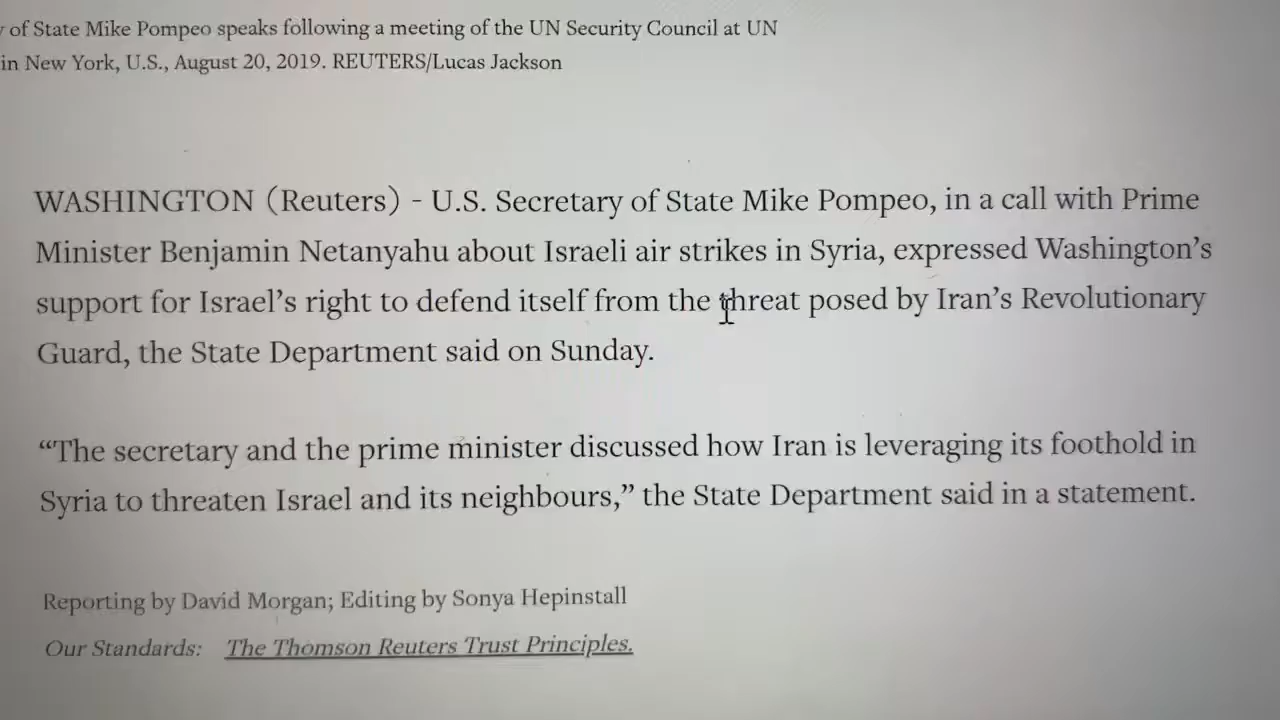 of State Mike Pompeo speaks following a meeting of the UN Security Council at UN
in New York, U.S., August 20, 2019. REUTERS/Lucas Jackson
WASHINGTON (Reuters) - U.S. Secretary of State Mike Pompeo, in a call with Prime
Minister Benjamin Netanyahu about Israeli air strikes in Syria, expressed Washington’s
support for Israel’s right to defend itself from the threat posed by Iran’s Revolutionary
Guard, the State Department said on Sunday.
“The secretary and the prime minister discussed how Iran is leveraging its foothold in
Syria to threaten Israel and its neighbours,” the State Department said in a statement.
Reporting by David Morgan; Editing by Sonya Hepinstall
Our Standards: The Thomson Reuters Trust Principles.